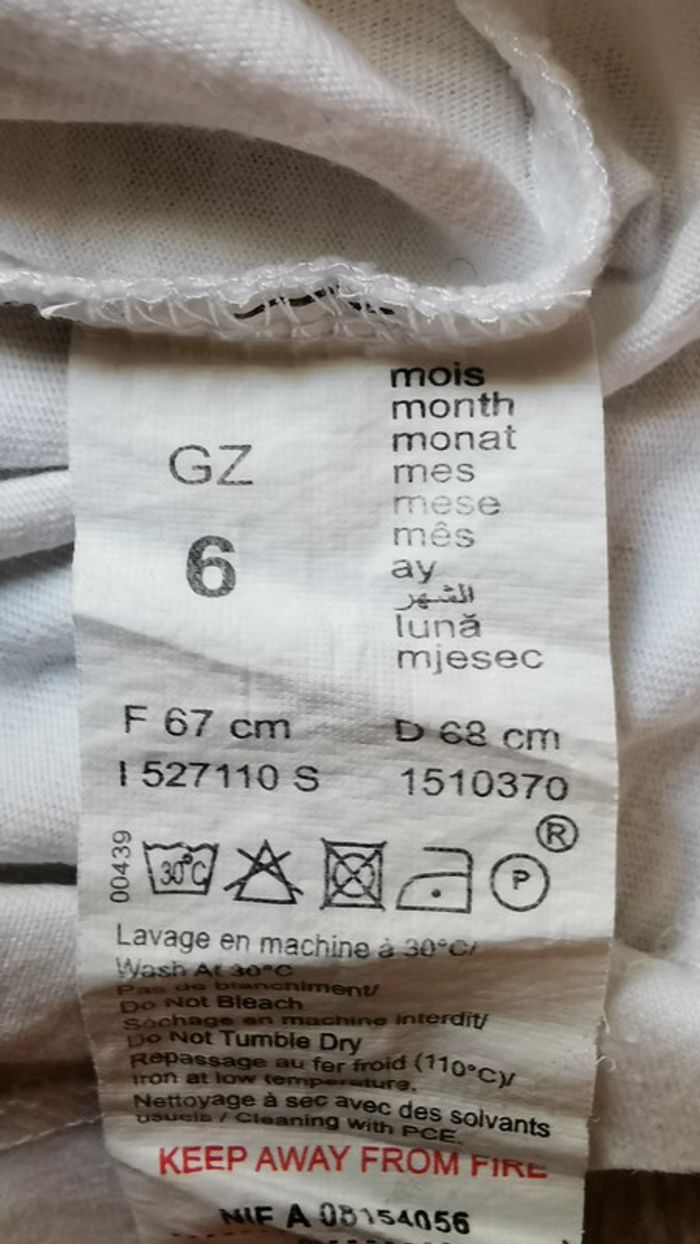 mois
month
monat
mes
mese
mês
ay
الشهر
lună
mjesec
GZ
6
F 67 cm D 68 cm
I 527110 S 1510370
00439
30°C
P
®
Lavage en machine à 30°C/
Wash At 30°C
Pas de blanchiment/
Do Not Bleach
Séchage en machine interdit/
Do Not Tumble Dry
Repassage au fer froid (110°C)/
Iron at low temperature.
Nettoyage à sec avec des solvants
usuels / Cleaning with PCE.
KEEP AWAY FROM FIRE
NIF A 08154056